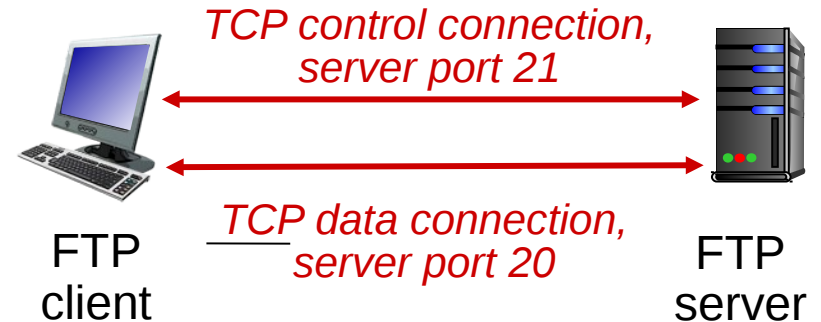 TCP control connection,
server port 21
TCP data connection,
server port 20
FTP
client
FTP
server